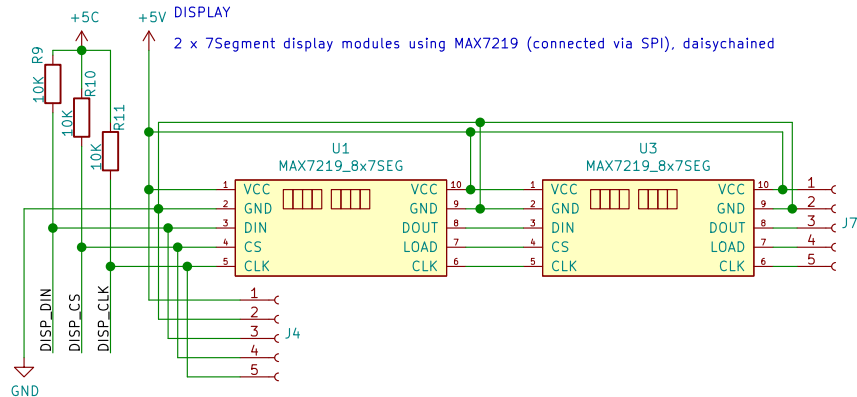 DISPLAY
2 x 7Segment display modules using MAX7219 (connected via SPI), daisychained
+5C
+5V
R9
10K
R10
10K
R11
10K
U1
MAX7219_8x7SEG
1 VCC VCC 10
2 GND GND 9
3 DIN DOUT 8
4 CS LOAD 7
5 CLK CLK 6
U3
MAX7219_8x7SEG
1 VCC VCC 10
2 GND GND 9
3 DIN DOUT 8
4 CS LOAD 7
5 CLK CLK 6
1
2
3
4
5
J7
DISP_DIN
DISP_CS
DISP_CLK
1
2
3
4
5
J4
GND